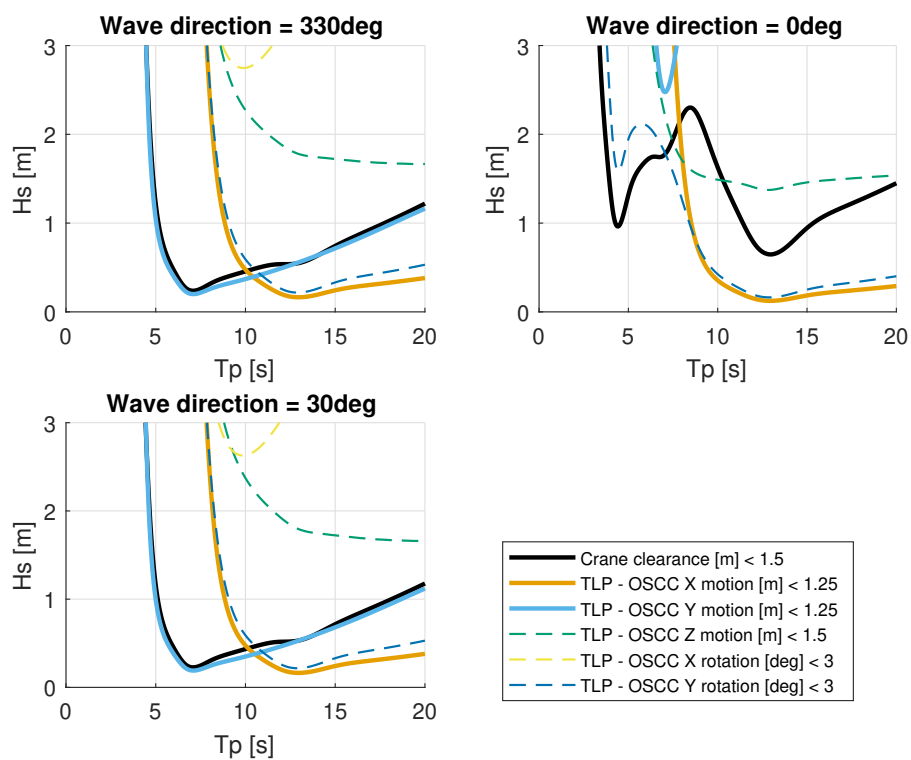 Wave direction = 330deg
3
2
1
0
Hs [m]
0 5 10 15 20
Tp [s]
Wave direction = 0deg
3
2
1
0
Hs [m]
0 5 10 15 20
Tp [s]
Wave direction = 30deg
3
2
1
0
Hs [m]
0 5 10 15 20
Tp [s]
Crane clearance [m] < 1.5
TLP - OSCC X motion [m] < 1.25
TLP - OSCC Y motion [m] < 1.25
TLP - OSCC Z motion [m] < 1.5
TLP - OSCC X rotation [deg] < 3
TLP - OSCC Y rotation [deg] < 3